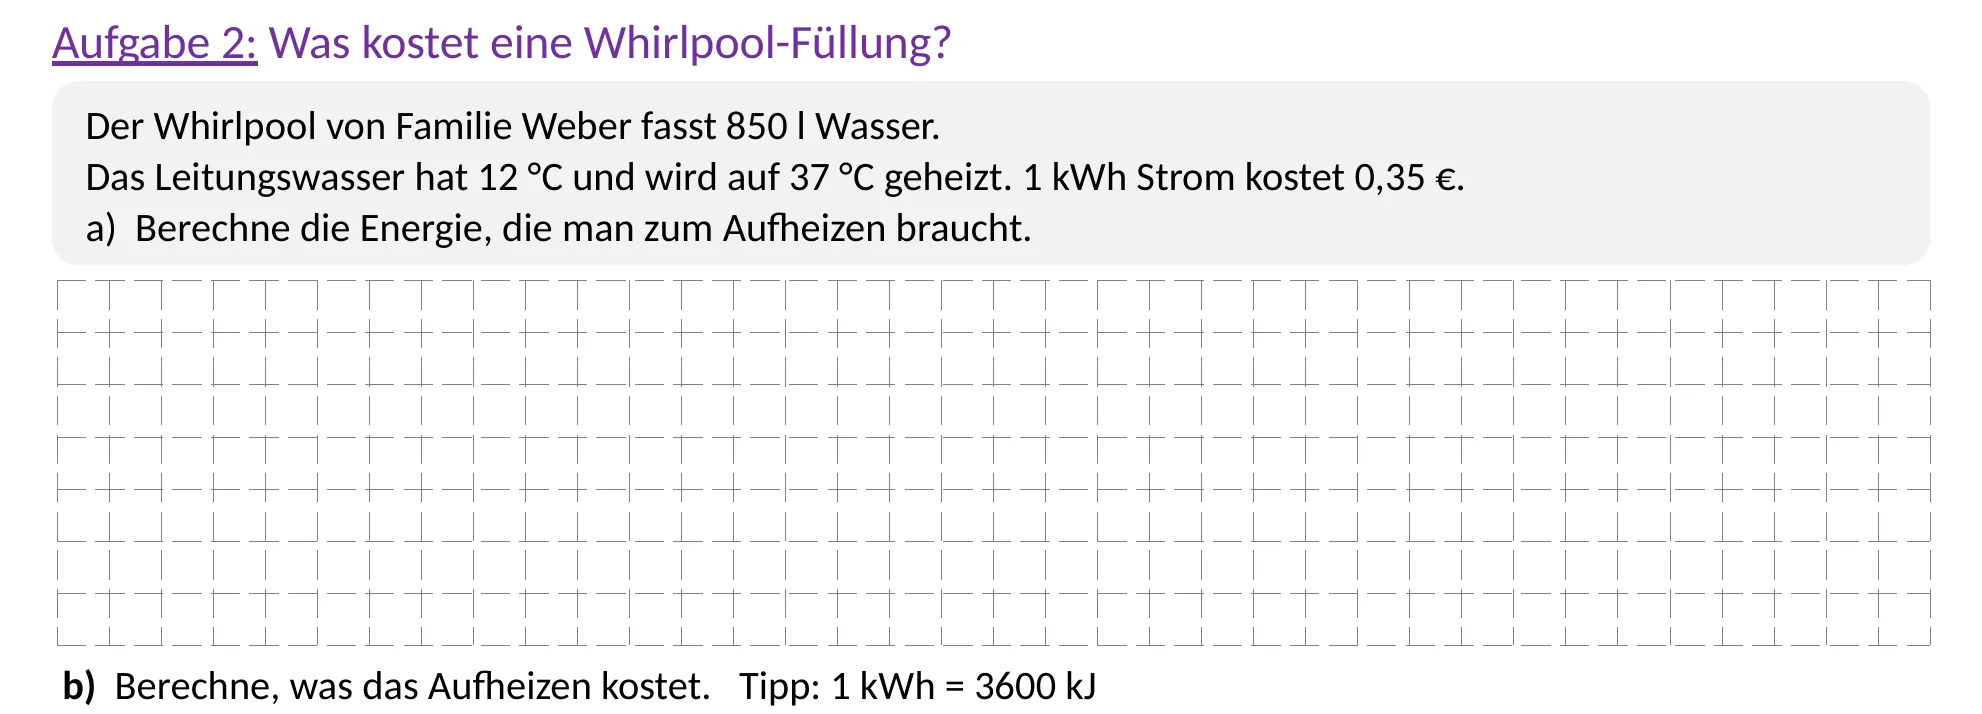 Aufgabe 2: Was kostet eine Whirlpool-Füllung?
Der Whirlpool von Familie Weber fasst 850 l Wasser.
Das Leitungswasser hat 12 °C und wird auf 37 °C geheizt. 1 kWh Strom kostet 0,35 €.
a) Berechne die Energie, die man zum Aufheizen braucht.
b) Berechne, was das Aufheizen kostet. Tipp: 1 kWh = 3600 kJ